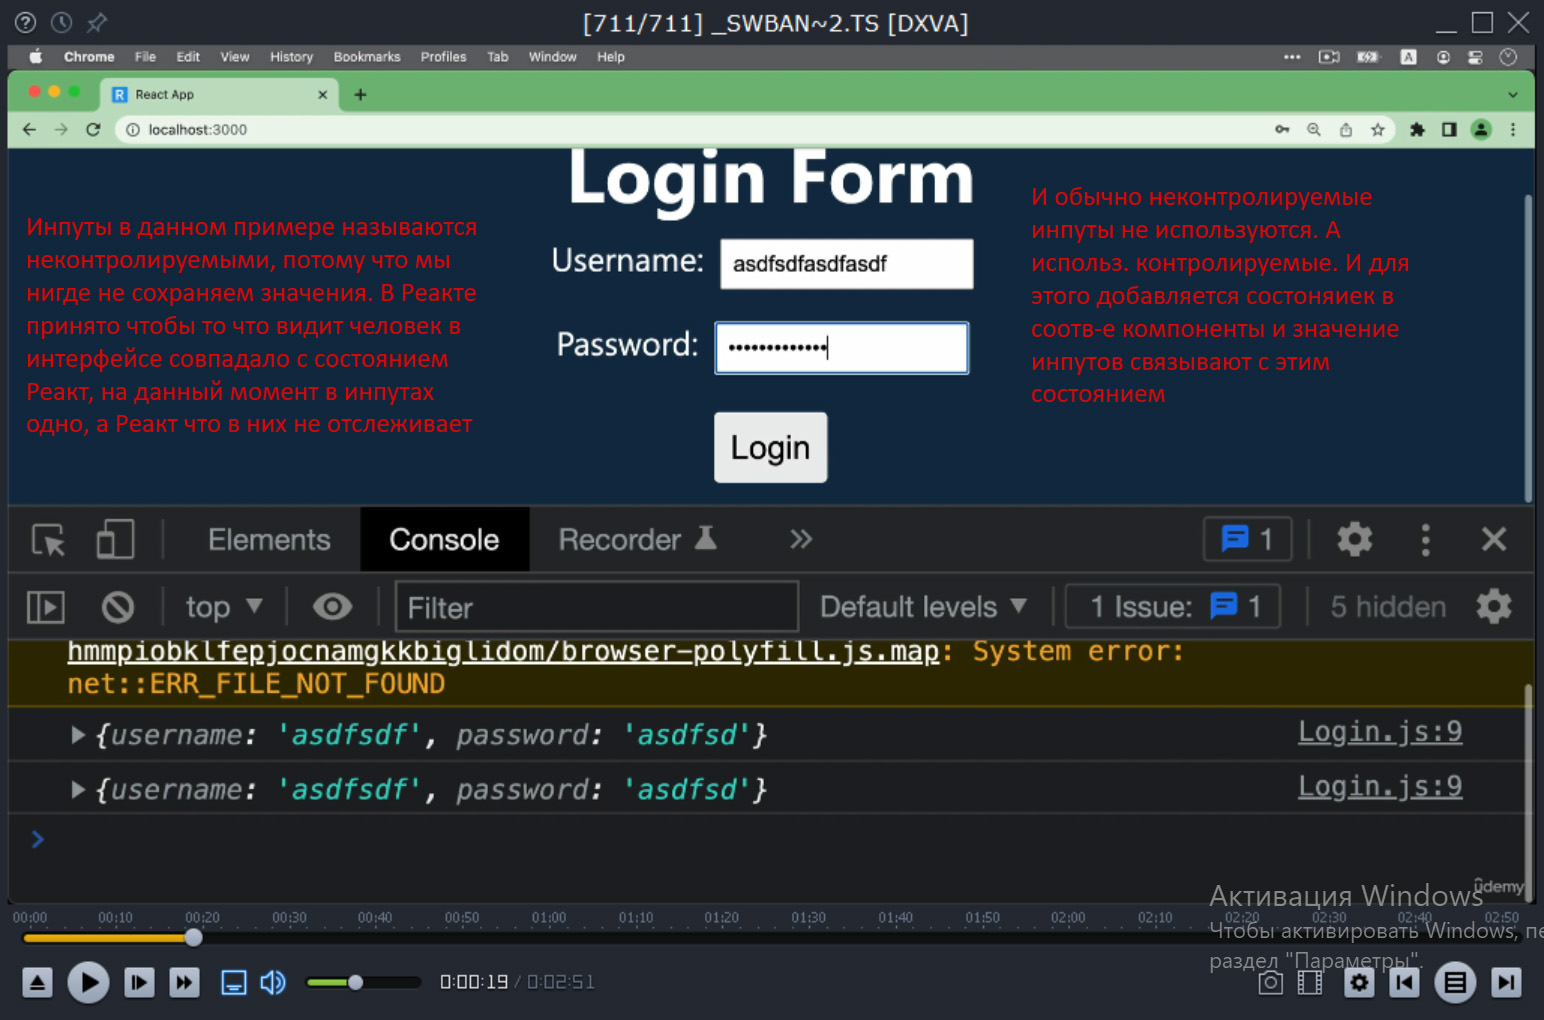 [711/711] _SWBAN~2.TS [DXVA]
Chrome File Edit View History Bookmarks Profiles Tab Window Help
A
React App
localhost:3000
Login Form
Инпуты в данном примере называются
неконтролируемыми, потому что мы
нигде не сохраняем значения. В Реакте
принято чтобы то что видит человек в
интерфейсе совпадало с состоянием
Реакт, на данный момент в инпутах
одно, а Реакт что в них не отслеживает
Username: asdfsdfasdfasdf
Password: •••••••••••••
Login
И обычно неконтролируемые
инпуты не используются. А
использ. контролируемые. И для
этого добавляется состоняиек в
соотв-е компоненты и значение
инпутов связывают с этим
состоянием
Elements Console Recorder 1
top Filter Default levels 1 Issue: 1 5 hidden
hmmpiobklfepjocnamgkkbiglidom/browser-polyfill.js.map: System error:
net::ERR_FILE_NOT_FOUND
{username: 'asdfsdf', password: 'asdfsd'} Login.js:9
{username: 'asdfsdf', password: 'asdfsd'} Login.js:9
ûdemy
Активация Windows
Чтобы активировать Windows, пе
раздел "Параметры".
00:00 00:10 00:20 00:30 00:40 00:50 01:00 01:10 01:20 01:30 01:40 01:50 02:00 02:10 02:20 02:30 02:40 02:50
0:00:19 / 0:02:51